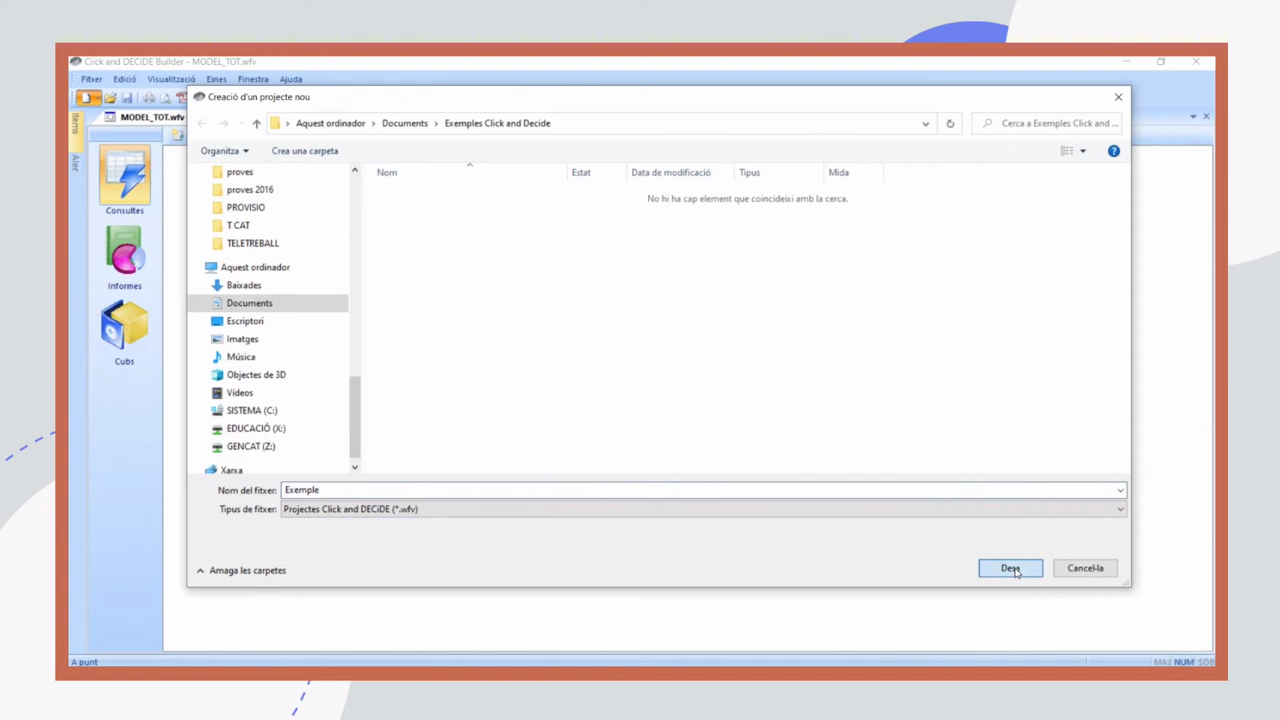 Click and DECiDE Builder - MODEL_TOT.wfv
Fitxer Edició Visualització Eines Finestra Ajuda
Creació d'un projecte nou
Items
Aler
MODEL_TOT.wfv
Aquest ordinador > Documents > Exemples Click and Decide
Cerca a Exemples Click and ...
Organitza Crea una carpeta
Nom Estat Data de modificació Tipus Mida
No hi ha cap element que coincideixi amb la cerca.
proves
proves 2016
PROVISIO
T CAT
TELETREBALL
Aquest ordinador
Baixades
Documents
Escriptori
Imatges
Música
Objectes de 3D
Vídeos
SISTEMA (C:)
EDUCACIÓ (X:)
GENCAT (Z:)
Xarxa
Consultes
Informes
Cubs
Nom del fitxer: Exemple
Tipus de fitxer: Projectes Click and DECiDE (*.wfv)
Amaga les carpetes
Desa Cancel·la
A punt
MAJ NUM SOB